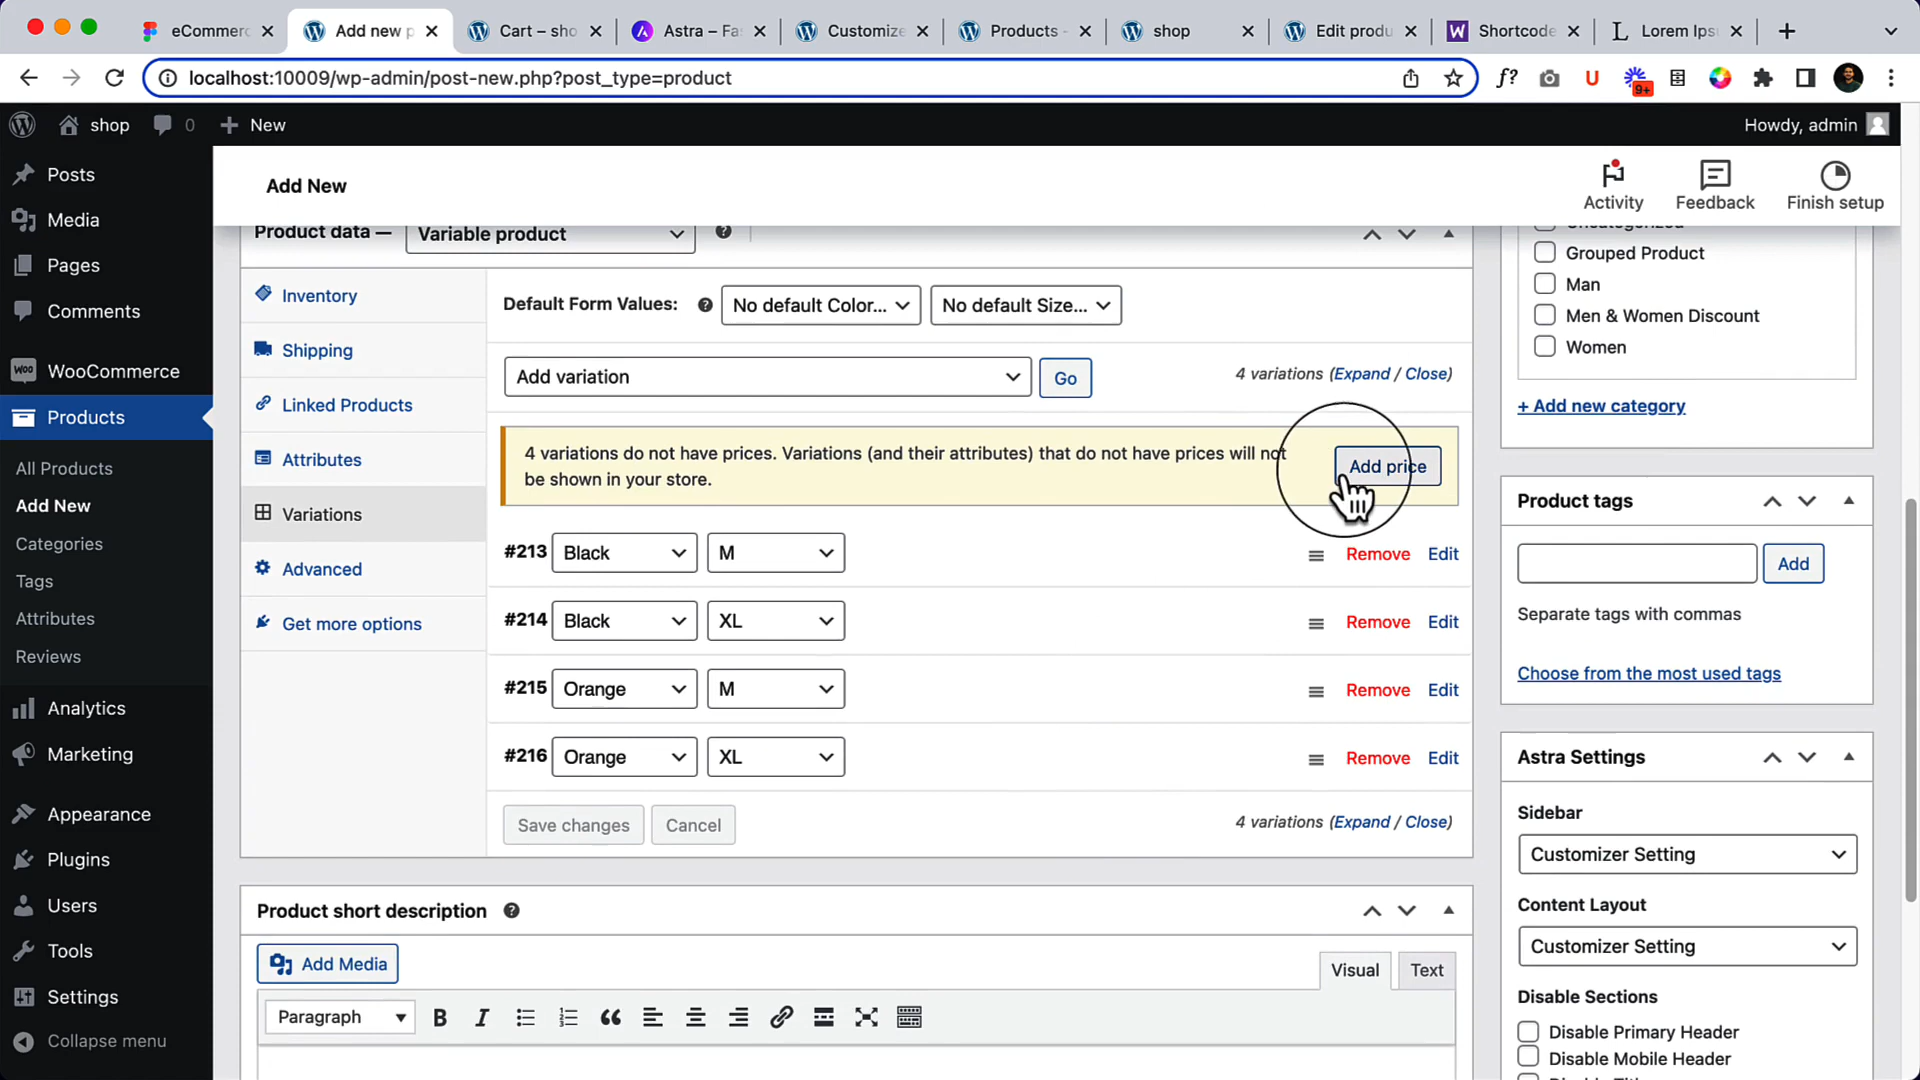 eCommerc
Add new p
Cart – sho
Astra – Fa
Customize
Products -
shop
Edit produ
Shortcode
Lorem Ips
localhost:10009/wp-admin/post-new.php?post_type=product
f?
U
9+
shop
0
New
Howdy, admin
Add New
Activity
Feedback
Finish setup
Posts
Media
Pages
Comments
WooCommerce
Products
All Products
Add New
Categories
Tags
Attributes
Reviews
Analytics
Marketing
Appearance
Plugins
Users
Tools
Settings
Collapse menu
Product data —
Variable product
Inventory
Shipping
Linked Products
Attributes
Variations
Advanced
Get more options
Default Form Values:
No default Color...
No default Size...
Add variation
Go
4 variations (Expand / Close)
4 variations do not have prices. Variations (and their attributes) that do not have prices will not
be shown in your store.
Add price
#213 Black M Remove Edit
#214 Black XL Remove Edit
#215 Orange M Remove Edit
#216 Orange XL Remove Edit
Save changes
Cancel
4 variations (Expand / Close)
Product short description
Add Media
Visual
Text
Paragraph
B I
Uncategorized
Grouped Product
Man
Men & Women Discount
Women
+ Add new category
Product tags
Add
Separate tags with commas
Choose from the most used tags
Astra Settings
Sidebar
Customizer Setting
Content Layout
Customizer Setting
Disable Sections
Disable Primary Header
Disable Mobile Header